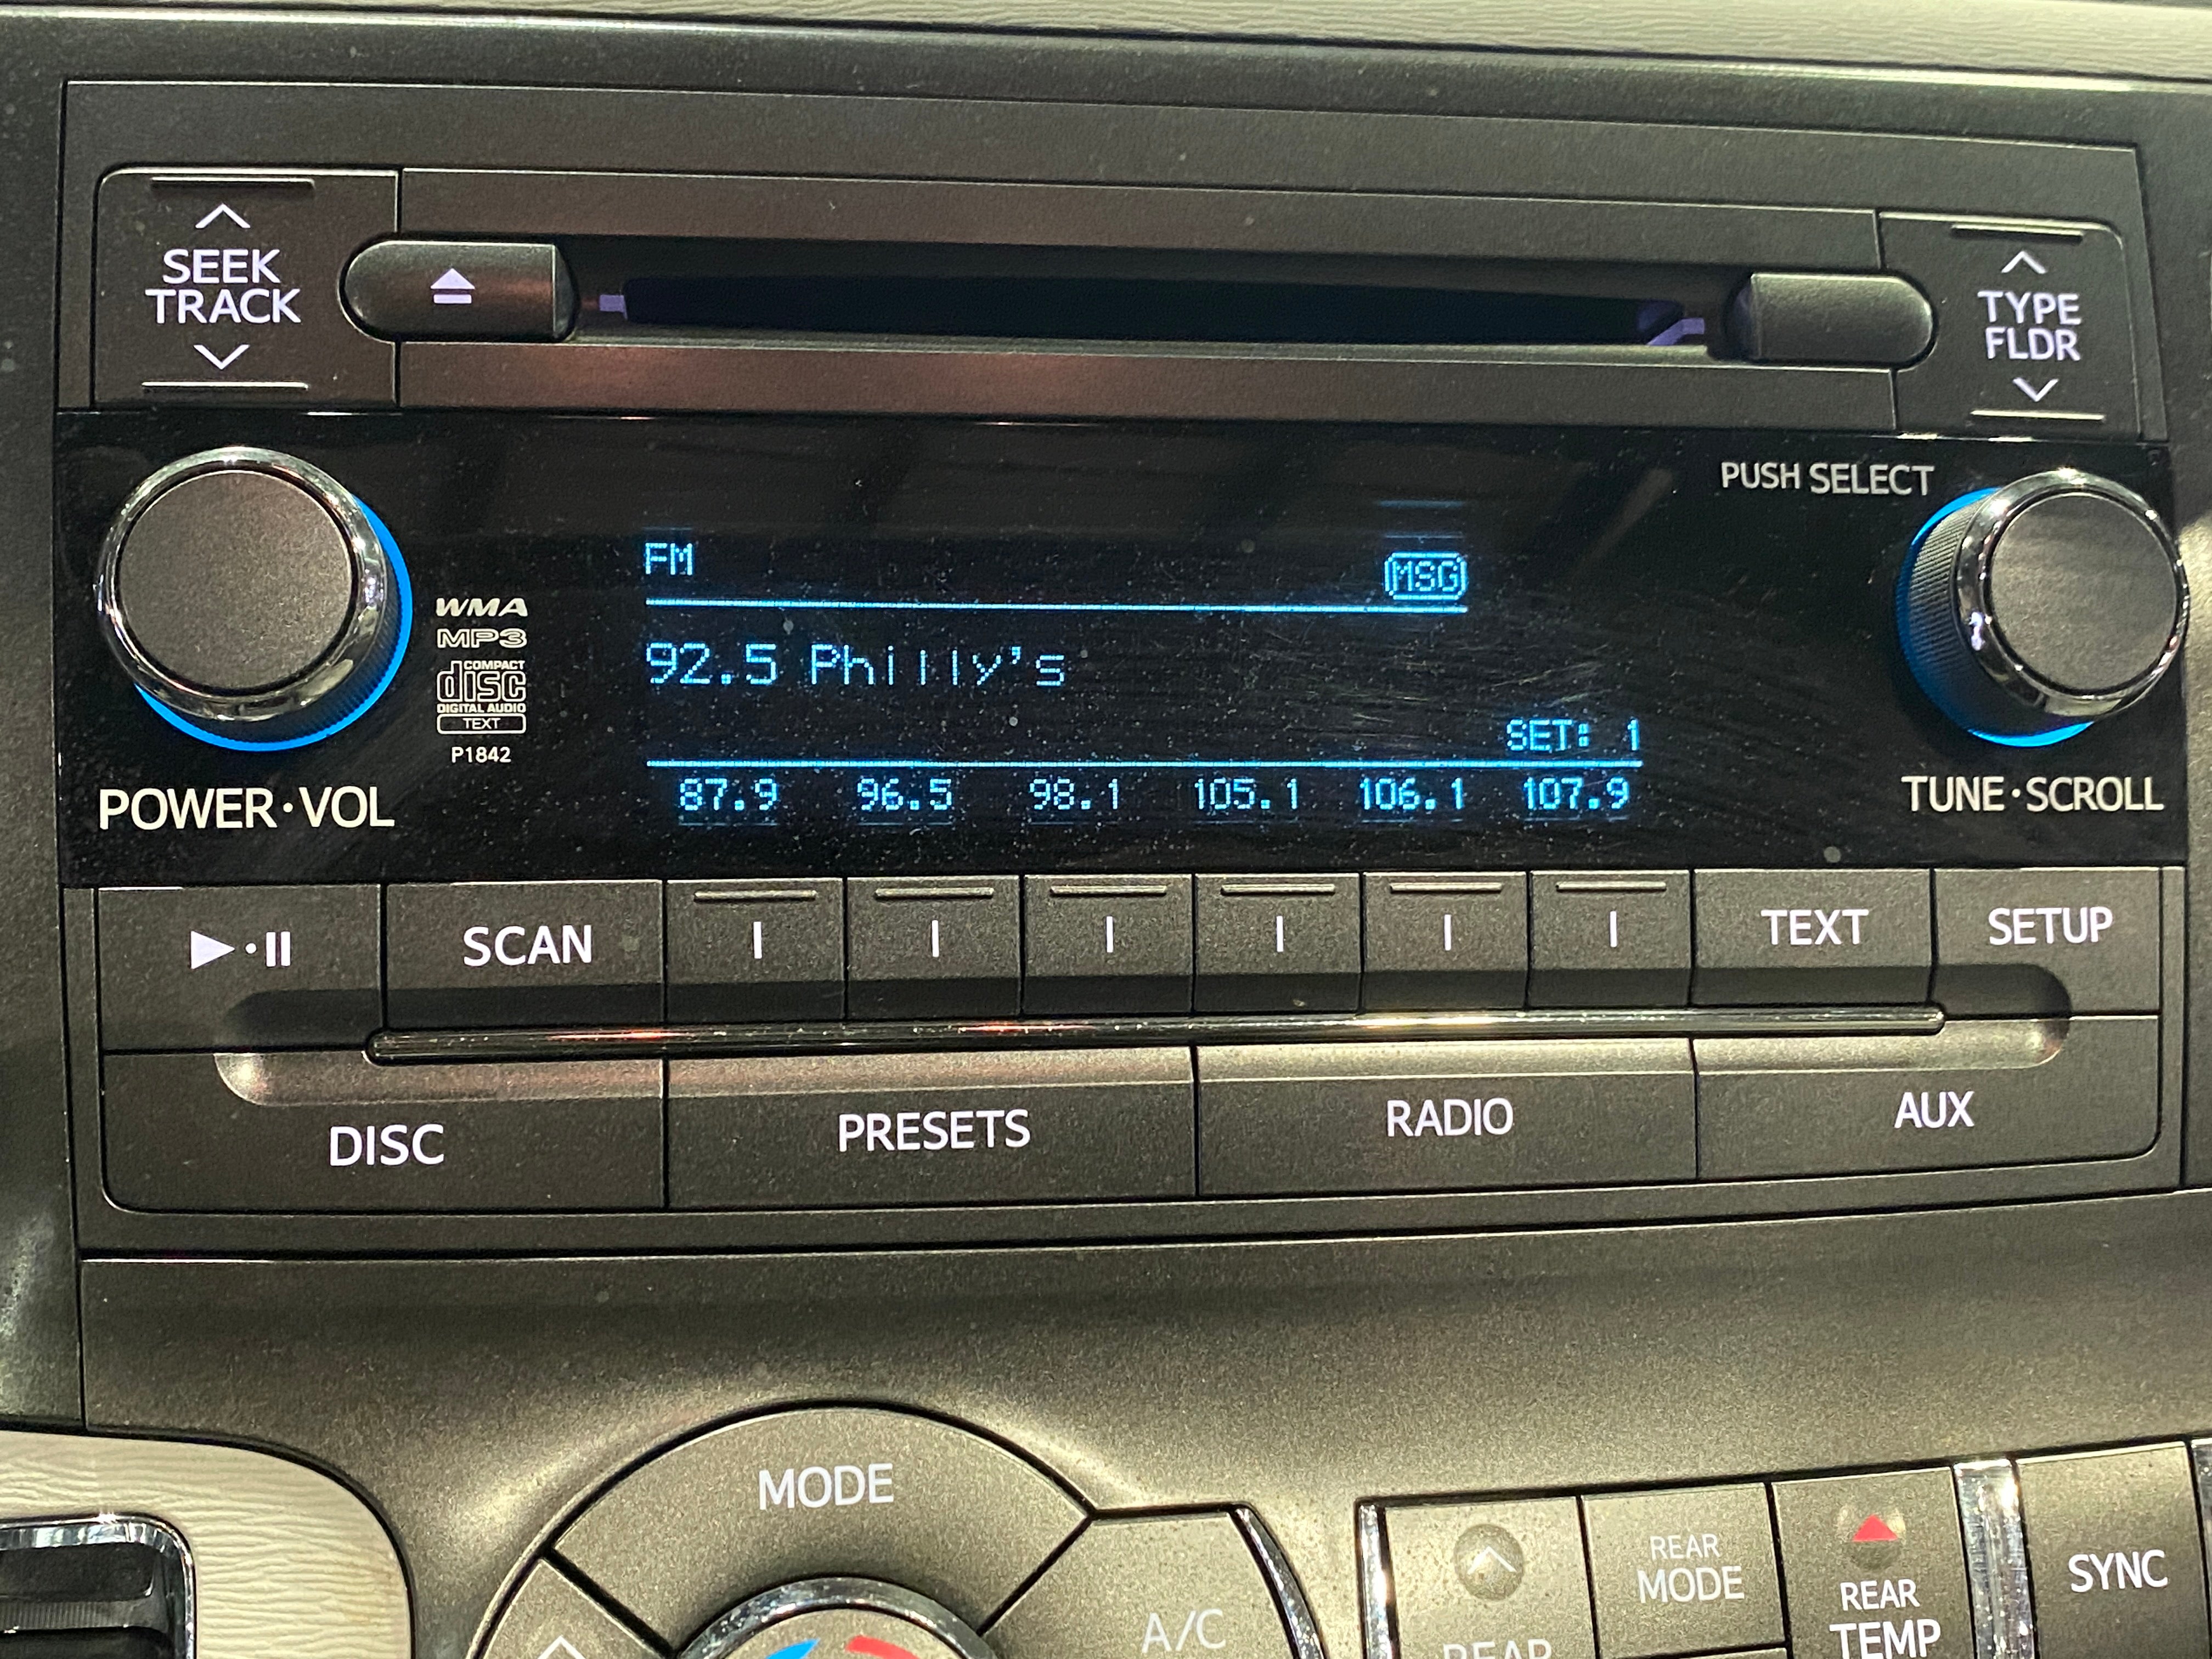 SEEK
TRACK
TYPE
FLDR
PUSH SELECT
FM
MSG
92.5 Philly's
SET: 1
87.9 96.5 98.1 105.1 106.1 107.9
WMA
MP3
COMPACT
disc
DIGITAL AUDIO
TEXT
P1842
POWER·VOL
TUNE·SCROLL
SCAN
TEXT
SETUP
DISC
PRESETS
RADIO
AUX
MODE
A/C
REAR
REAR
MODE
REAR
TEMP
SYNC